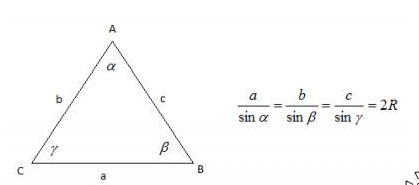 A
α
b
c
γ
β
C
B
a
a/sin α = b/sin β = c/sin γ = 2R